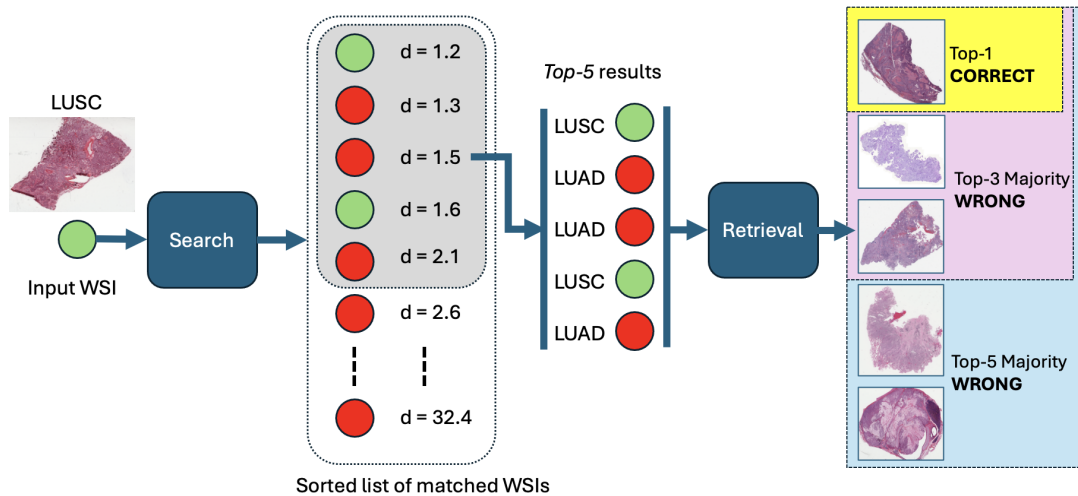 LUSC
Input WSI
Search
d = 1.2
d = 1.3
d = 1.5
d = 1.6
d = 2.1
d = 2.6
d = 32.4
Sorted list of matched WSIs
Top-5 results
LUSC
LUAD
LUAD
LUSC
LUAD
Retrieval
Top-1
CORRECT
Top-3 Majority
WRONG
Top-5 Majority
WRONG